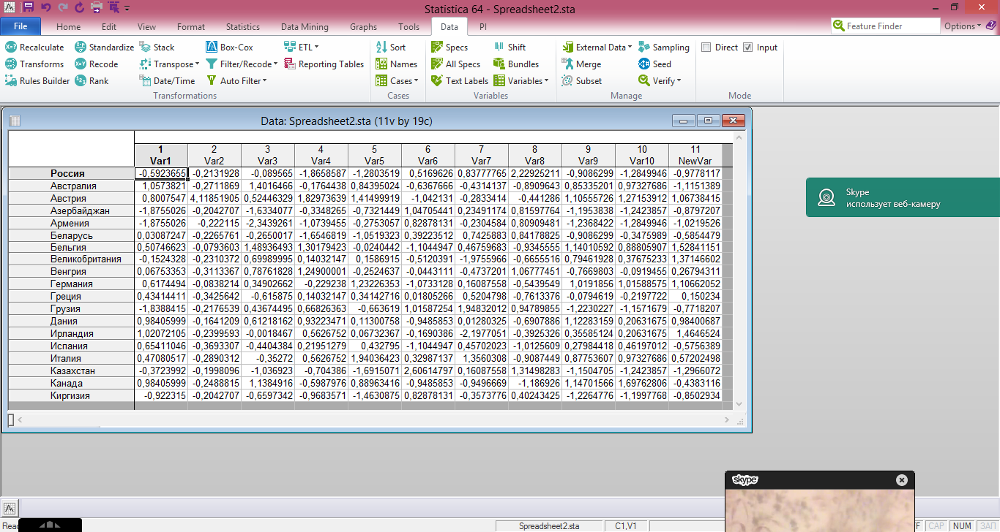 Statistica 64 - Spreadsheet2.sta
File Home Edit View Format Statistics Data Mining Graphs Tools Data PI Feature Finder Options
Recalculate Standardize Stack Box-Cox ETL Sort Specs Shift External Data Sampling Direct Input
Transforms Recode Transpose Filter/Recode Reporting Tables Names All Specs Bundles Merge Seed
Rules Builder Rank Date/Time Auto Filter Cases Text Labels Variables Subset Verify
Transformations Cases Variables Manage Mode
Data: Spreadsheet2.sta (11v by 19c)
1 2 3 4 5 6 7 8 9 10 11
Var1 Var2 Var3 Var4 Var5 Var6 Var7 Var8 Var9 Var10 NewVar
Россия -0,5923655 -0,2131928 -0,089565 -1,8658587 -1,2803519 0,5169626 0,83777765 2,22925211 -0,9086299 -1,2849946 -0,9778117
Австралия 1,0573821 -0,2711869 1,4016466 -0,1764438 0,84395024 -0,6367666 -0,4314137 -0,8909643 0,85335201 0,97327686 -1,1151389
Австрия 0,8007547 4,11851905 0,52446329 1,82973639 1,41499919 -1,042131 -0,2833414 -0,441286 1,10555726 1,27153912 1,06738415
Азербайджан -1,8755026 -0,2042707 -1,6334077 -0,3348265 -0,7321449 1,04705441 0,23491174 0,81597764 -1,1953838 -1,2423857 -0,8797207
Армения -1,8755026 -0,222115 -2,3439261 -1,0739455 -0,2753057 0,82878131 -0,2304584 0,80909481 -1,2368422 -1,2849946 -1,0219526
Беларусь 0,03087247 -0,2265761 -0,2650017 -1,6546819 -1,0519323 0,39223512 0,7425883 0,84178825 -0,9086299 -0,3475989 -0,5854479
Бельгия 0,50746623 -0,0793603 1,48936493 1,30179423 -0,0240442 -1,1044947 0,46759683 -0,9345555 1,14010592 0,88805907 1,52841151
Великобритания -0,1524328 -0,2310372 0,69989995 0,14032147 0,1586915 -0,5120391 -1,9755966 -0,6655516 0,79461928 0,37675233 1,37146602
Венгрия 0,06753353 -0,3113367 0,78761828 1,24900001 -0,2524637 -0,0443111 -0,4737201 1,06777451 -0,7669803 -0,0919455 0,26794311
Германия 0,6174494 -0,0838214 0,34902662 -0,229238 1,23226353 -1,0733128 0,16087558 -0,5439549 1,0191856 1,01588575 1,10662052
Греция 0,43414411 -0,3425642 -0,615875 0,14032147 0,34142716 0,01805266 0,5204798 -0,7613376 -0,0794619 -0,2197722 0,150234
Грузия -1,8388415 -0,2176539 0,43674495 0,66826363 -0,663619 1,01587254 1,94832012 0,94789855 -1,2230227 -1,1571679 -0,7718207
Дания 0,98405999 -0,1641209 0,61218162 0,93223471 0,11300758 -0,9485853 0,01280325 -0,6907886 1,12283159 0,20631675 0,98400687
Ирландия 1,02072105 -0,2399593 -0,0018467 0,5626752 0,06732367 -0,1690386 -2,1977051 -0,3925326 0,35585124 0,20631675 1,4646524
Испания 0,65411046 -0,3693307 -0,4404384 0,21951279 0,432795 -1,1044947 0,45702023 -1,0125609 0,27984418 0,46197012 -0,5756389
Италия 0,47080517 -0,2890312 -0,35272 0,5626752 1,94036423 0,32987137 1,3560308 -0,9087449 0,87753607 0,97327686 0,57202498
Казахстан -0,3723992 -0,1998096 -1,036923 -0,704386 -1,6915071 2,60614797 0,16087558 1,31498283 -1,1504705 -1,2423857 -1,2966072
Канада 0,98405999 -0,2488815 1,1384916 -0,5987976 0,88963416 -0,9485853 -0,9496669 -1,186926 1,14701566 1,69762806 -0,4383116
Киргизия -0,922315 -0,2042707 -0,6597342 -0,9683571 -1,4630875 0,82878131 -0,3573776 0,40243425 -1,2264776 -1,1997768 -0,8502934
Skype
использует веб-камеру
skype
Spreadsheet2.sta C1,V1 CAP NUM ЗАП